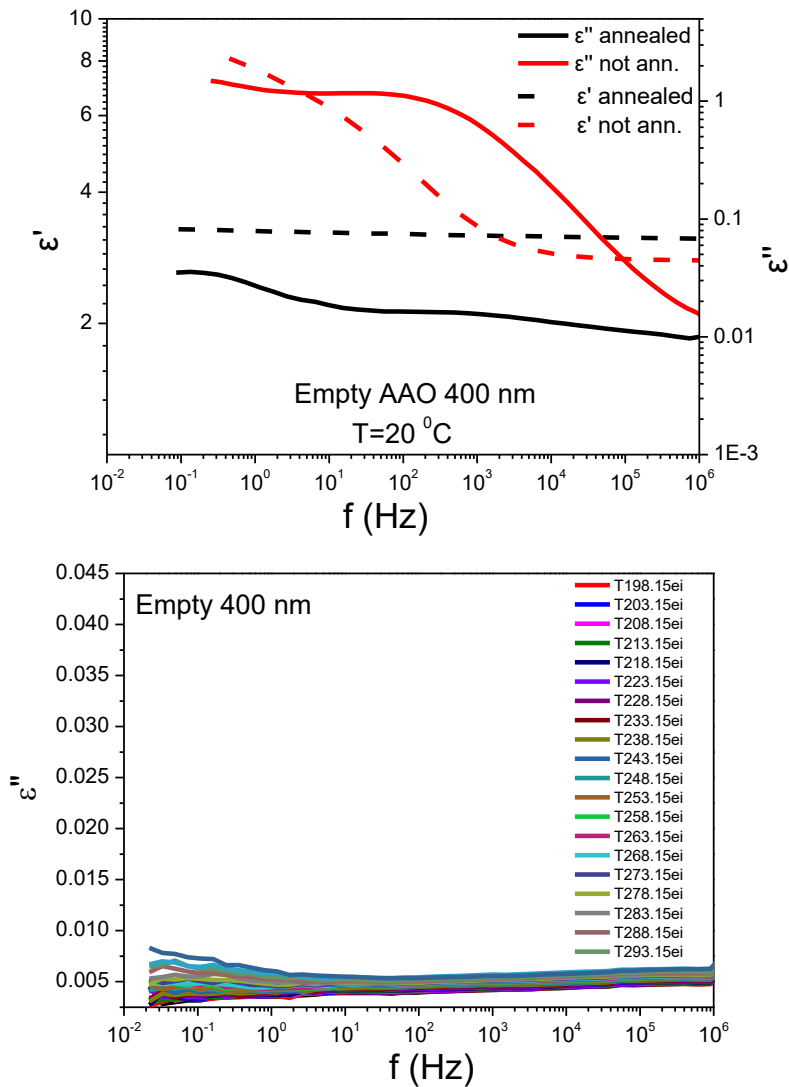 10
8
6
4
2
ε'
ε" annealed
ε" not ann.
ε' annealed
ε' not ann.
1
0.1
0.01
1E-3
ε"
Empty AAO 400 nm
T=20 ⁰C
10⁻² 10⁻¹ 10⁰ 10¹ 10² 10³ 10⁴ 10⁵ 10⁶
f (Hz)
0.045
0.040
0.035
0.030
0.025
0.020
0.015
0.010
0.005
ε"
Empty 400 nm
T198.15ei
T203.15ei
T208.15ei
T213.15ei
T218.15ei
T223.15ei
T228.15ei
T233.15ei
T238.15ei
T243.15ei
T248.15ei
T253.15ei
T258.15ei
T263.15ei
T268.15ei
T273.15ei
T278.15ei
T283.15ei
T288.15ei
T293.15ei
10⁻² 10⁻¹ 10⁰ 10¹ 10² 10³ 10⁴ 10⁵ 10⁶
f (Hz)